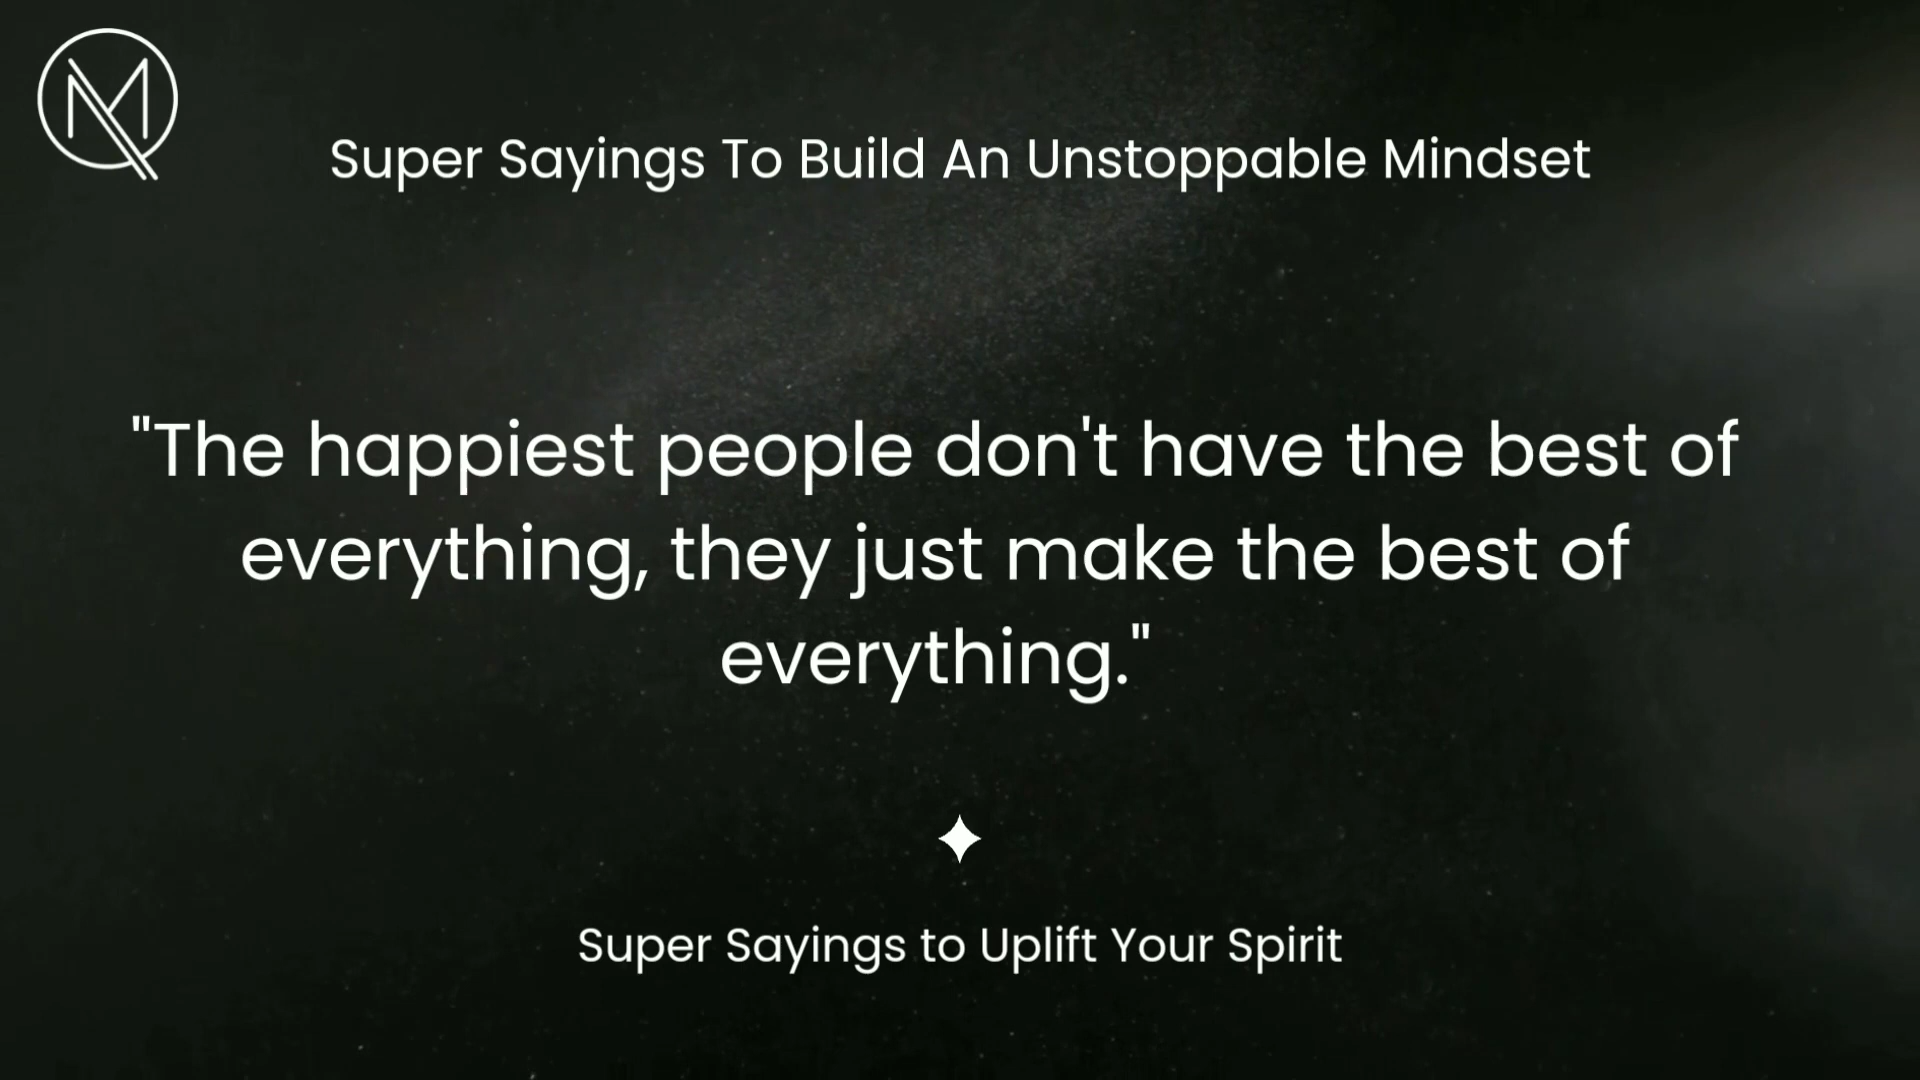 Super Sayings To Build An Unstoppable Mindset
"The happiest people don't have the best of
everything, they just make the best of
everything."
Super Sayings to Uplift Your Spirit